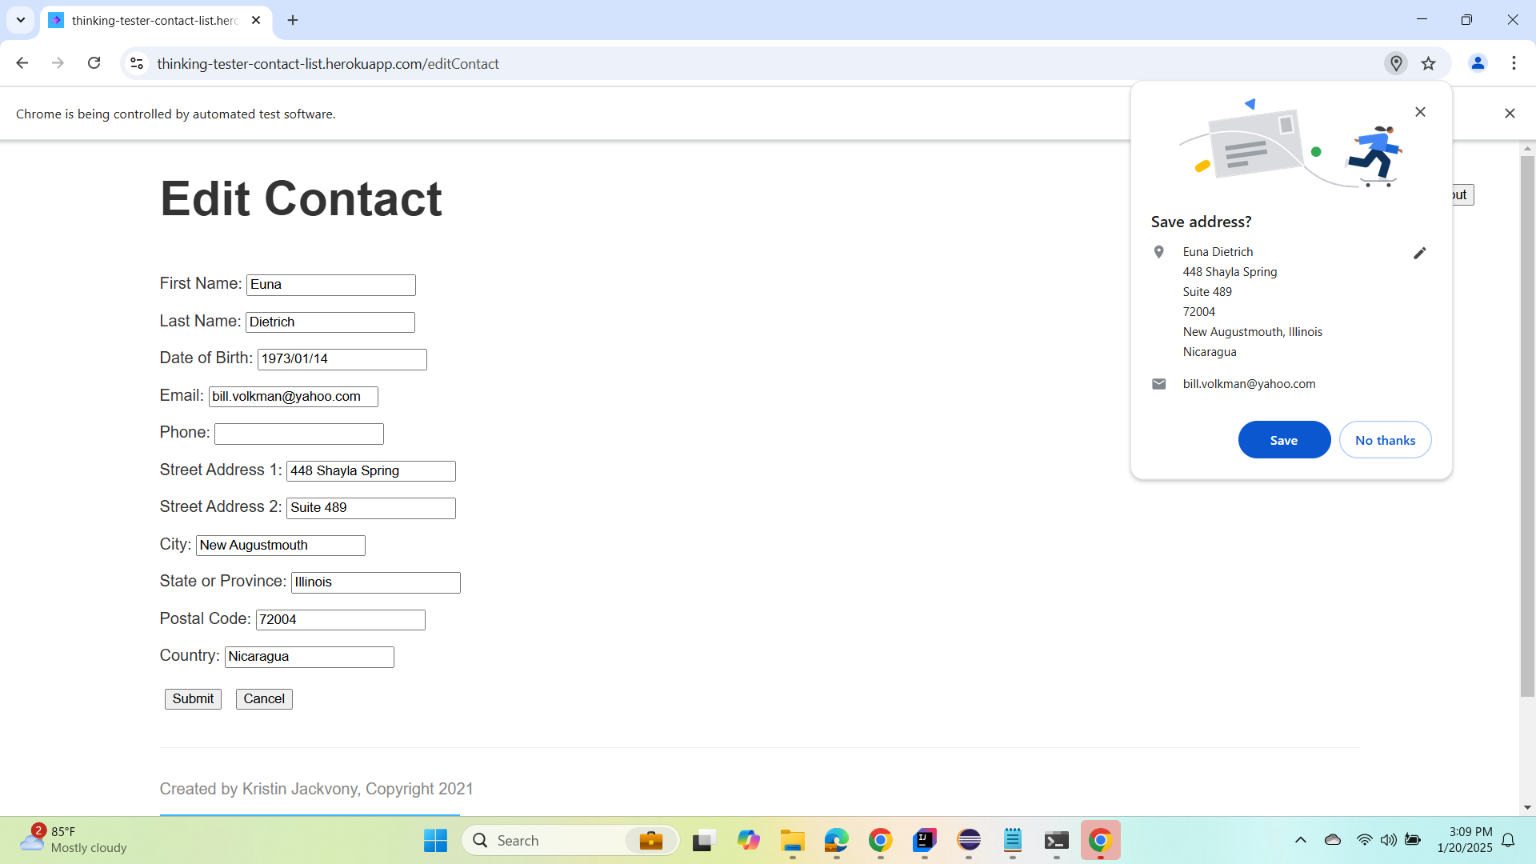 thinking-tester-contact-list.herc
thinking-tester-contact-list.herokuapp.com/editContact
Chrome is being controlled by automated test software.
Edit Contact
out
First Name: Euna
Last Name: Dietrich
Date of Birth: 1973/01/14
Email: bill.volkman@yahoo.com
Phone:
Street Address 1: 448 Shayla Spring
Street Address 2: Suite 489
City: New Augustmouth
State or Province: Illinois
Postal Code: 72004
Country: Nicaragua
Submit Cancel
Created by Kristin Jackvony, Copyright 2021
Save address?
Euna Dietrich
448 Shayla Spring
Suite 489
72004
New Augustmouth, Illinois
Nicaragua
bill.volkman@yahoo.com
Save No thanks
2
85°F
Mostly cloudy
Search
3:09 PM
1/20/2025